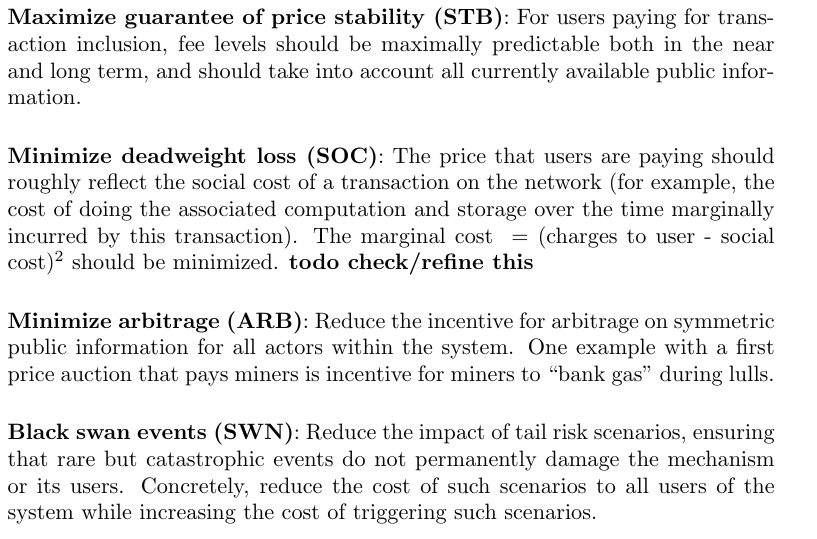 Maximize guarantee of price stability (STB): For users paying for trans-
action inclusion, fee levels should be maximally predictable both in the near
and long term, and should take into account all currently available public infor-
mation.
Minimize deadweight loss (SOC): The price that users are paying should
roughly reflect the social cost of a transaction on the network (for example, the
cost of doing the associated computation and storage over the time marginally
incurred by this transaction). The marginal cost = (charges to user - social
cost)² should be minimized. todo check/refine this
Minimize arbitrage (ARB): Reduce the incentive for arbitrage on symmetric
public information for all actors within the system. One example with a first
price auction that pays miners is incentive for miners to “bank gas” during lulls.
Black swan events (SWN): Reduce the impact of tail risk scenarios, ensuring
that rare but catastrophic events do not permanently damage the mechanism
or its users. Concretely, reduce the cost of such scenarios to all users of the
system while increasing the cost of triggering such scenarios.